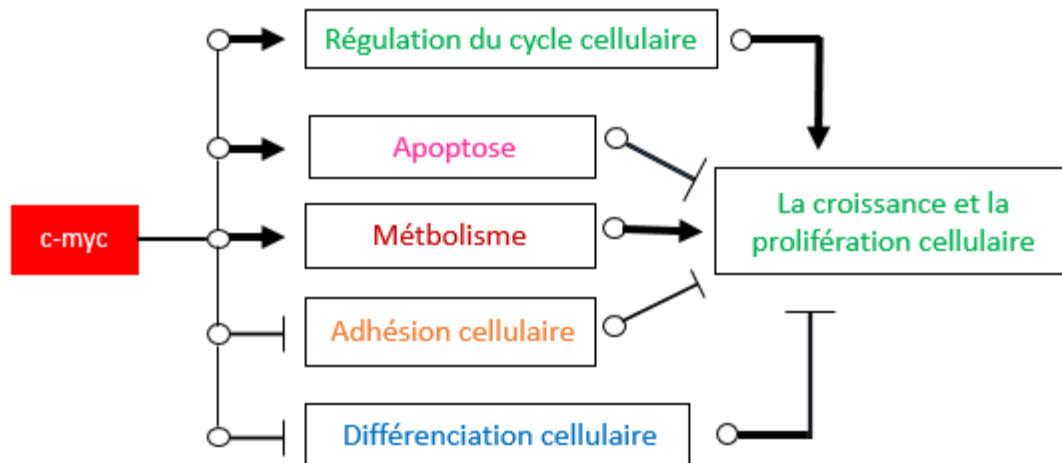 Régulation du cycle cellulaire
Apoptose
c-myc
Métbolisme
La croissance et la
prolifération cellulaire
Adhésion cellulaire
Différenciation cellulaire